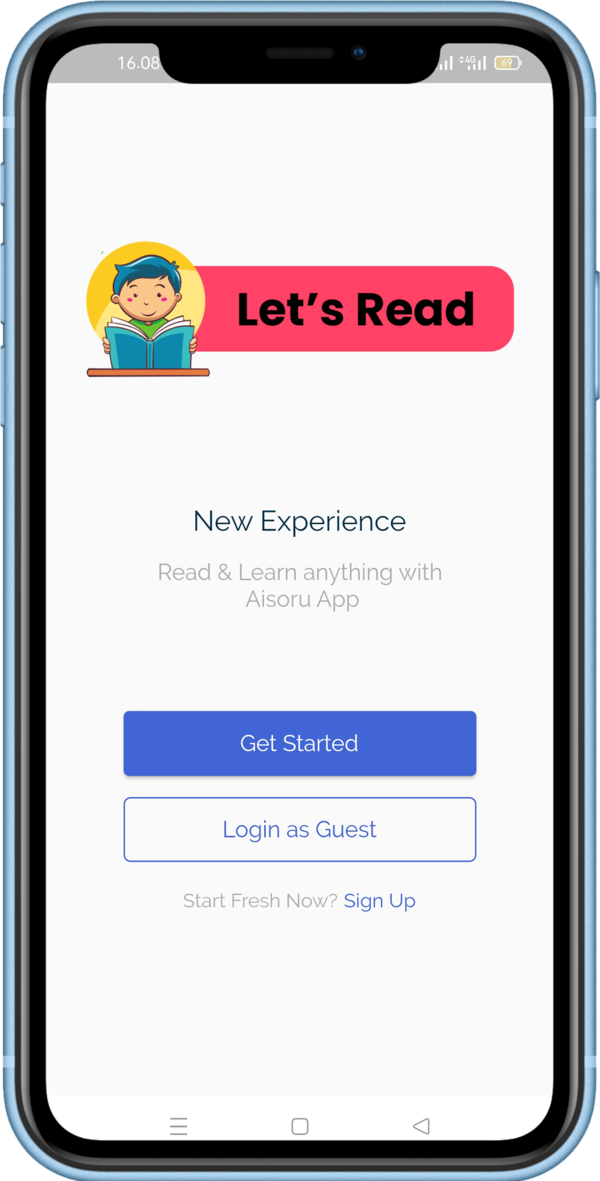 16.08
4G
69
Let’s Read
New Experience
Read & Learn anything with
Aisoru App
Get Started
Login as Guest
Start Fresh Now? Sign Up